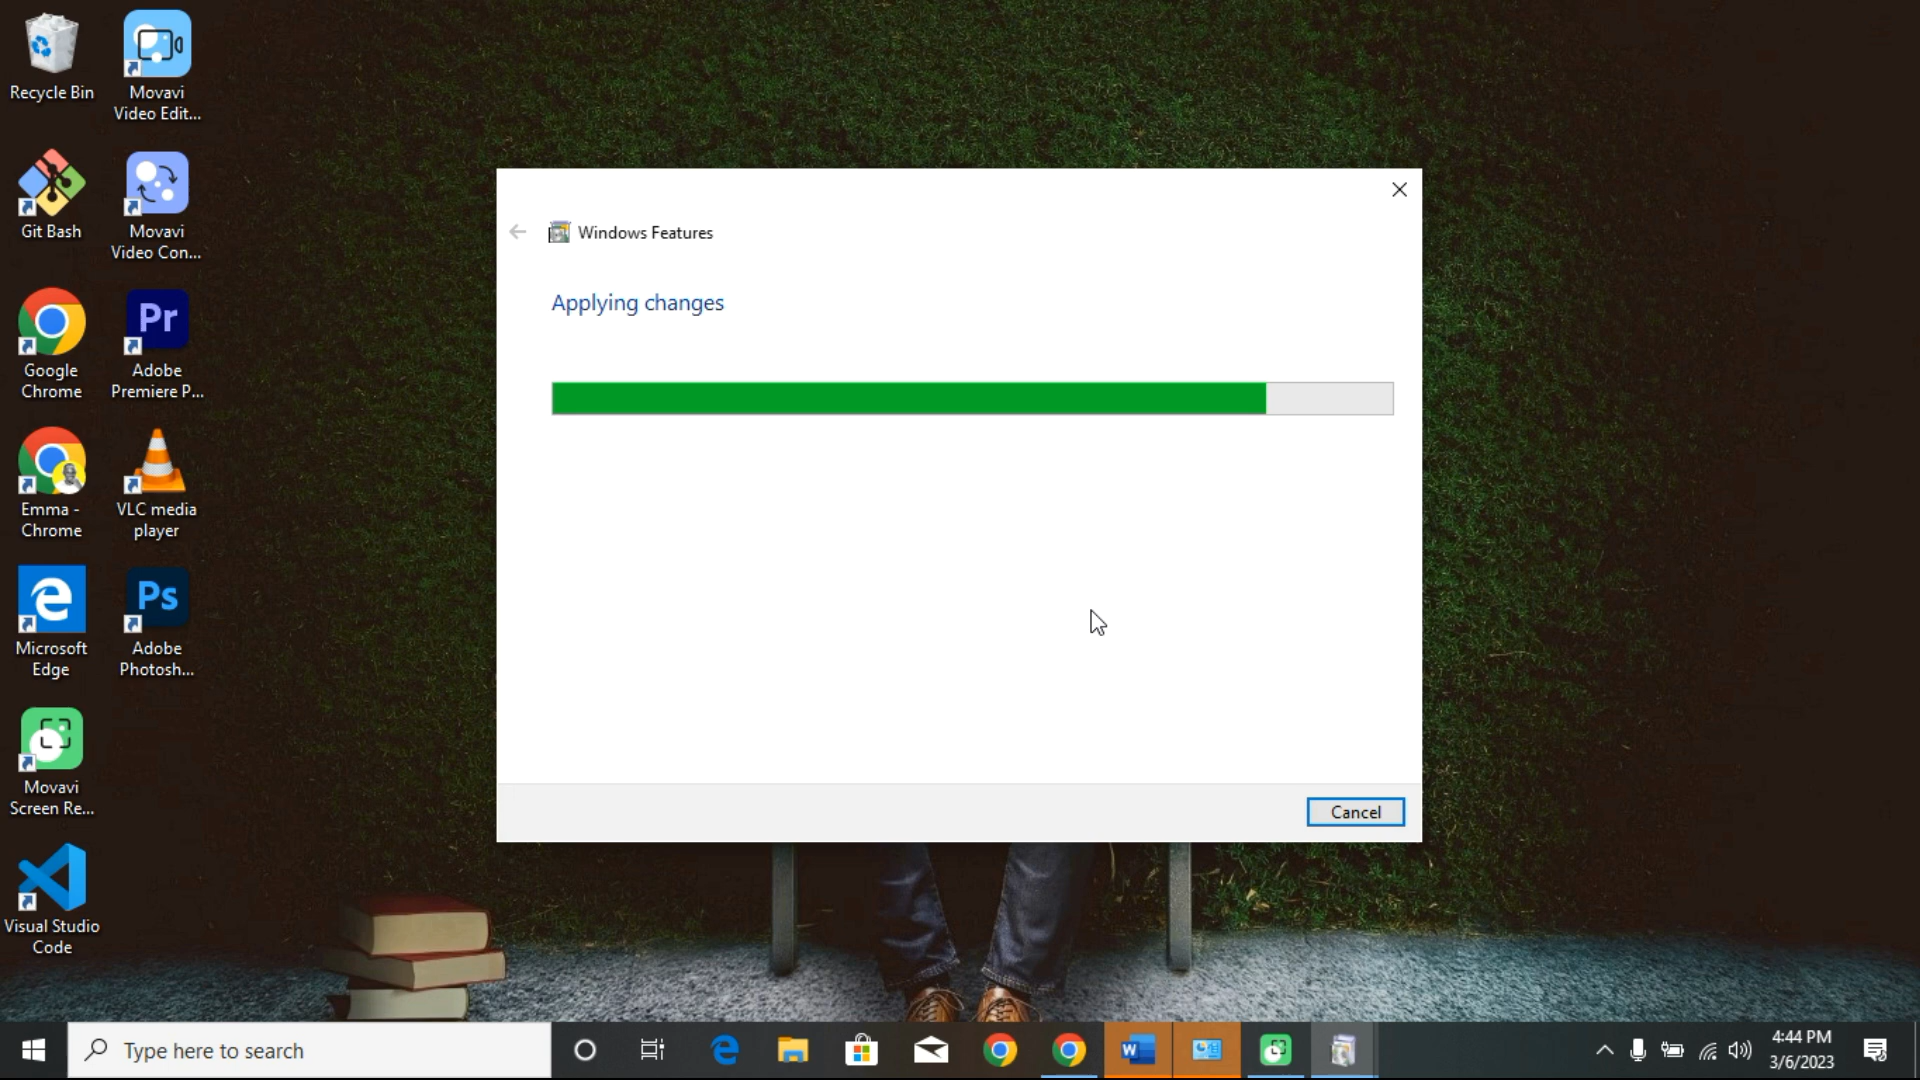 Recycle Bin
Movavi
Video Edit...
Git Bash
Movavi
Video Con...
Google
Chrome
Pr
Adobe
Premiere P...
Emma -
Chrome
VLC media
player
Microsoft
Edge
Ps
Adobe
Photosh...
Movavi
Screen Re...
Visual Studio
Code
Windows Features
Applying changes
Cancel
Type here to search
W
4:44 PM
3/6/2023